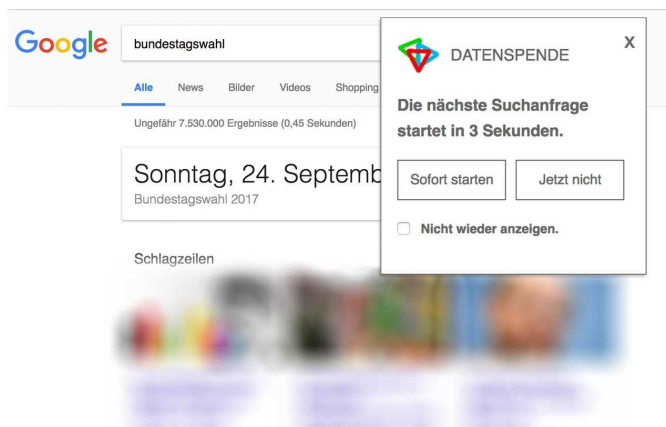 Google
bundestagswahl
Alle News Bilder Videos Shopping
Ungefähr 7.530.000 Ergebnisse (0,45 Sekunden)
Sonntag, 24. Septemb
Bundestagswahl 2017
Schlagzeilen
X
DATENSPENDE
Die nächste Suchanfrage
startet in 3 Sekunden.
Sofort starten Jetzt nicht
Nicht wieder anzeigen.